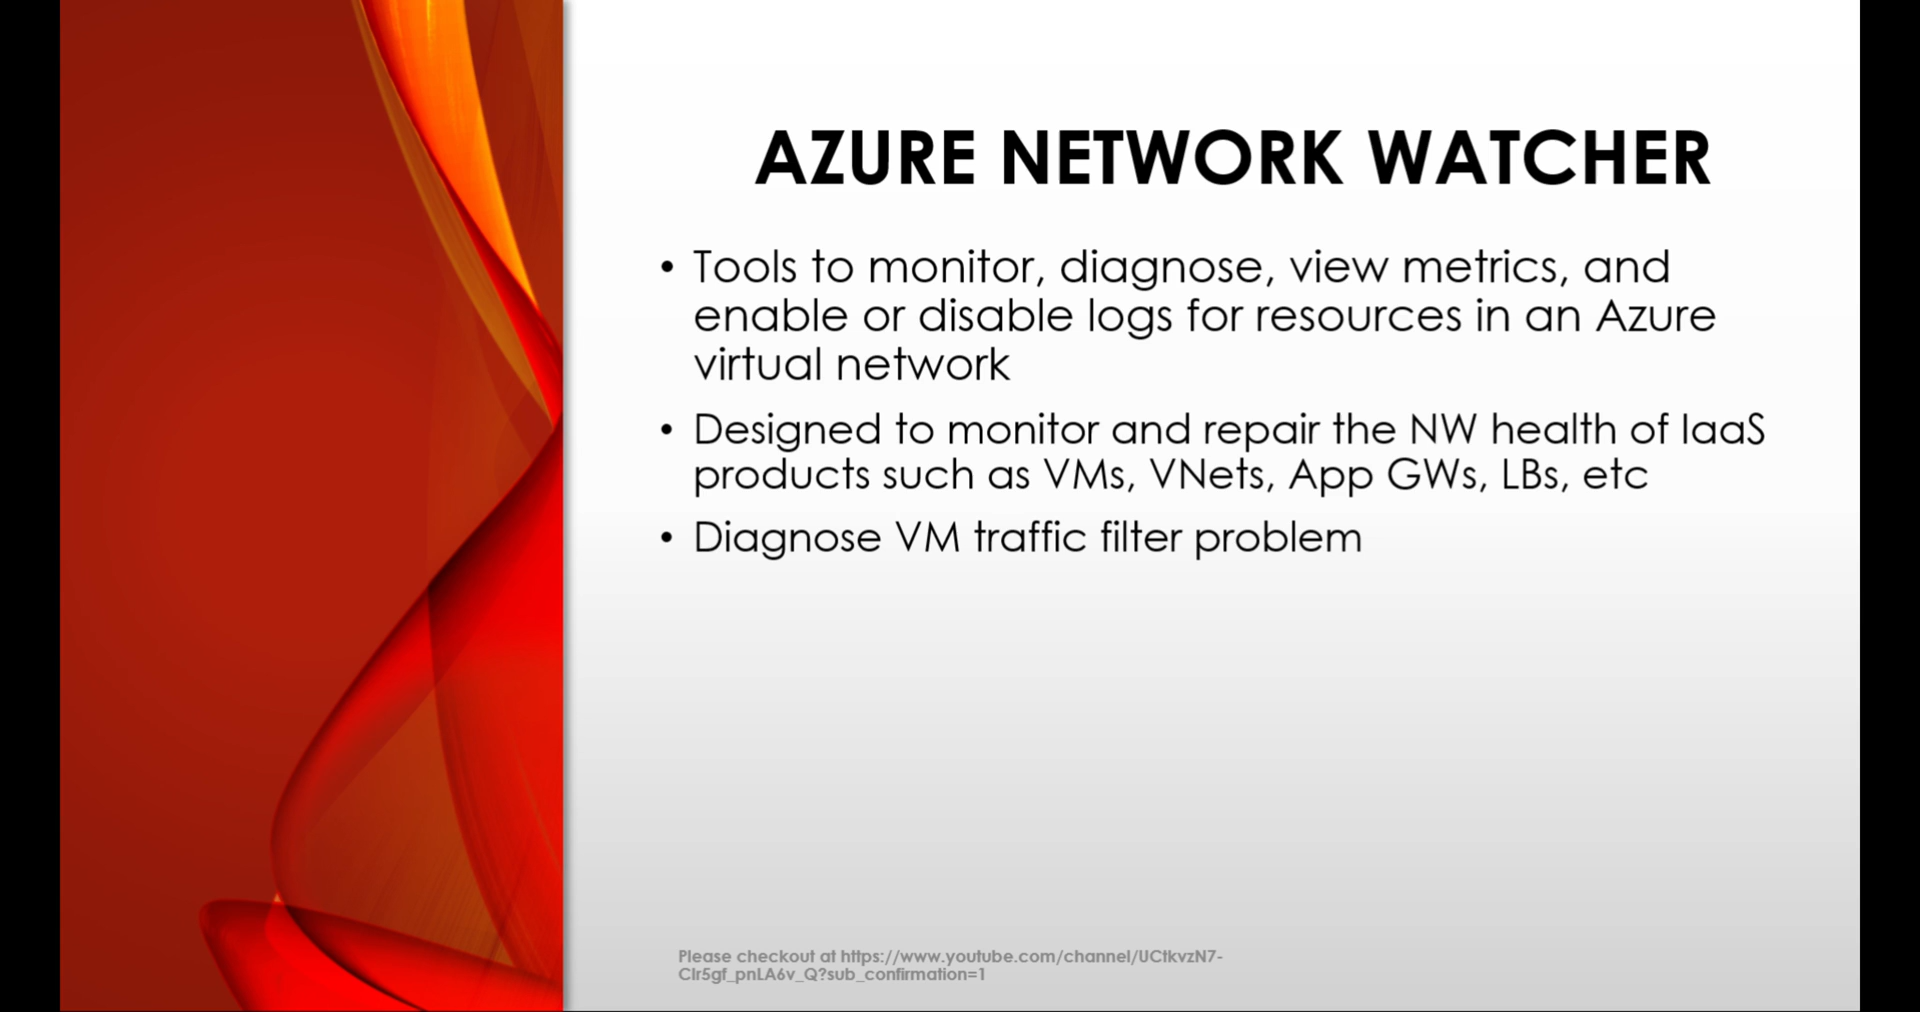 AZURE NETWORK WATCHER
• Tools to monitor, diagnose, view metrics, and
enable or disable logs for resources in an Azure
virtual network
• Designed to monitor and repair the NW health of IaaS
products such as VMs, VNets, App GWs, LBs, etc
• Diagnose VM traffic filter problem
Please checkout at https://www.youtube.com/channel/UCtkvzN7-
CIr5gf_pnLA6v_Q?sub_confirmation=1